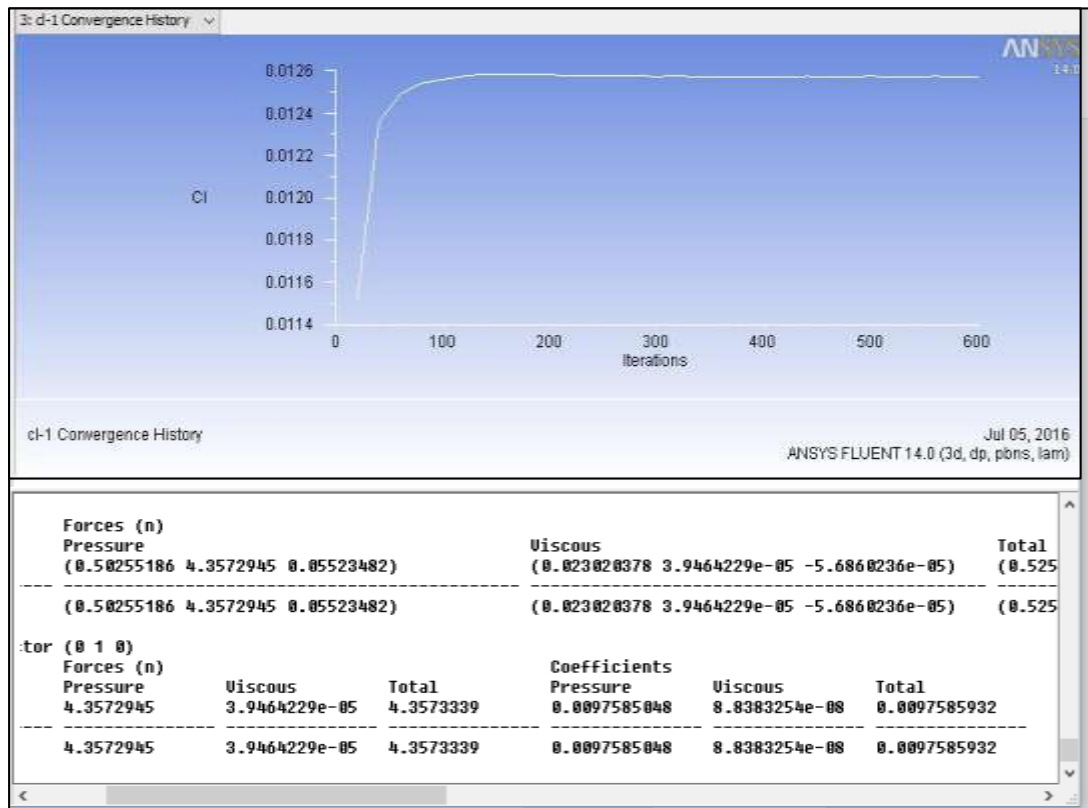 3: cl-1 Convergence History
ANSYS
14.0
0.0126
0.0124
0.0122
Cl
0.0120
0.0118
0.0116
0.0114
0 100 200 300 400 500 600
Iterations
cl-1 Convergence History
Jul 05, 2016
ANSYS FLUENT 14.0 (3d, dp, pbns, lam)
Forces (n)
Pressure Viscous Total
(0.50255186 4.3572945 0.05523482) (0.023020378 3.9464229e-05 -5.6860236e-05) (0.525
---- ------------------------------------------- ------------------------------------------- ------
(0.50255186 4.3572945 0.05523482) (0.023020378 3.9464229e-05 -5.6860236e-05) (0.525
tor (0 1 0)
Forces (n) Coefficients
Pressure Viscous Total Pressure Viscous Total
4.3572945 3.9464229e-05 4.3573339 0.0097585048 8.8383254e-08 0.0097585932
---- -------------- -------------- -------------- -------------- -------------- --------------
4.3572945 3.9464229e-05 4.3573339 0.0097585048 8.8383254e-08 0.0097585932